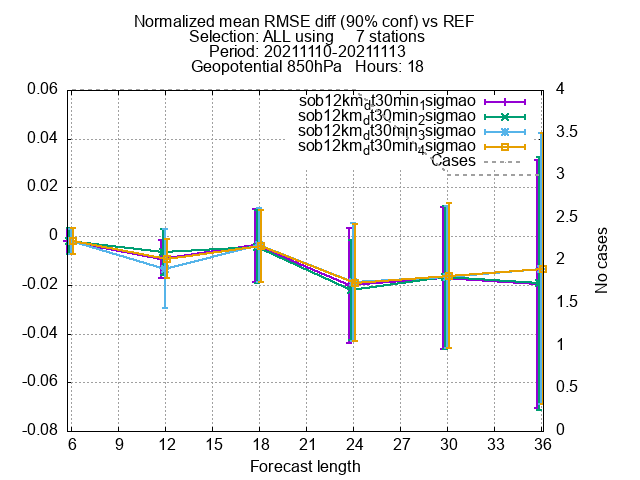 Normalized mean RMSE diff (90% conf) vs REF
Selection: ALL using 7 stations
Period: 20211110-20211113
Geopotential 850hPa Hours: 18
0.06
0.04
0.02
0
-0.02
-0.04
-0.06
-0.08
sob12km_dt30min_1sigmao
sob12km_dt30min_2sigmao
sob12km_dt30min_3sigmao
sob12km_dt30min_4sigmao
Cases
4
3.5
3
2.5
2
1.5
1
0.5
0
No cases
6 9 12 15 18 21 24 27 30 33 36
Forecast length